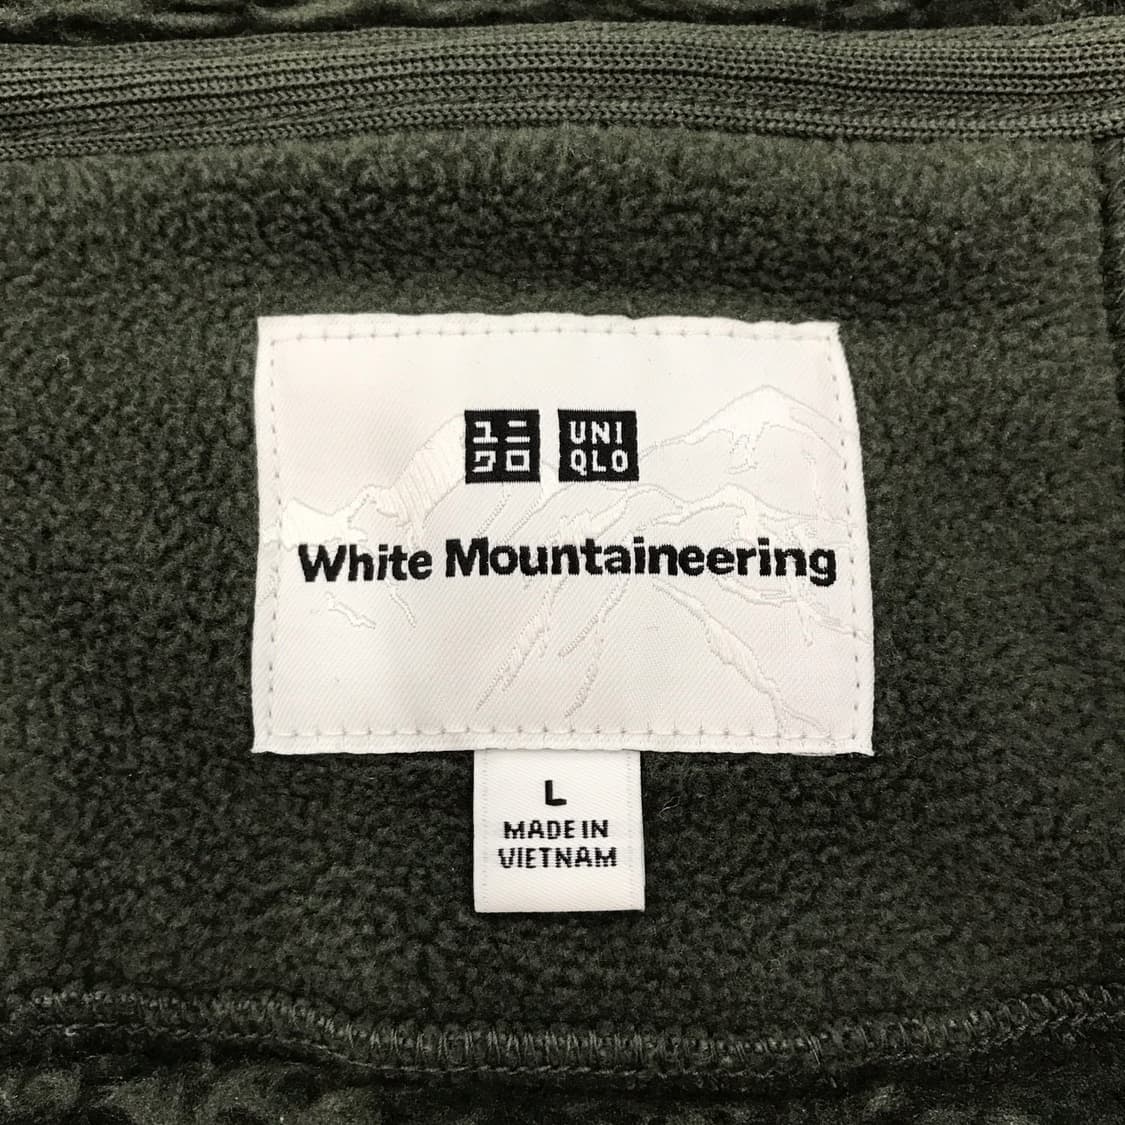 ユニ UNI
クロ QLO
White Mountaineering
L
MADE IN
VIETNAM